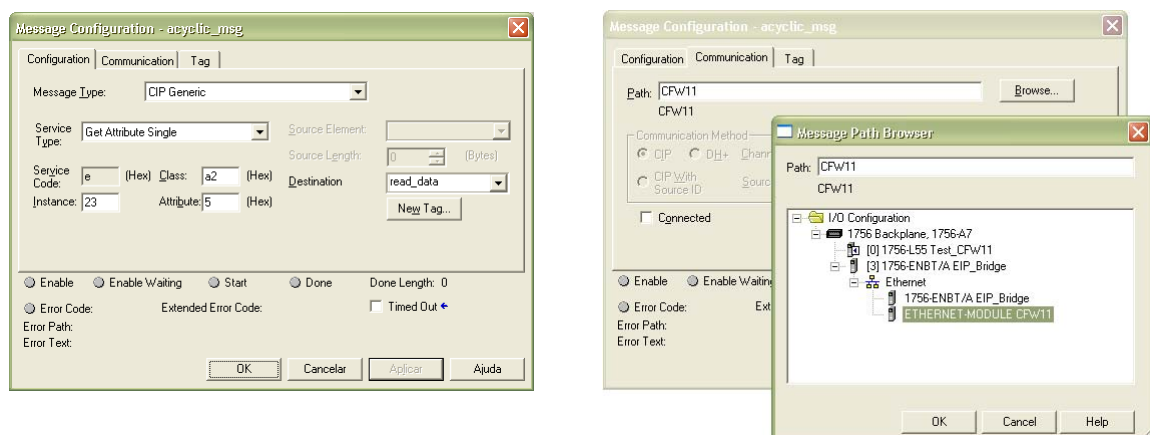 Message Configuration - acyclic_msg
Configuration Communication Tag
Message Type: CIP Generic
Service Type: Get Attribute Single
Source Element:
Source Length: 0 (Bytes)
Service Code: e (Hex) Class: a2 (Hex)
Destination read_data
Instance: 23 Attribute: 5 (Hex)
New Tag...
Enable Enable Waiting Start Done Done Length: 0
Error Code: Extended Error Code: Timed Out
Error Path:
Error Text:
OK Cancelar Aplicar Ajuda
Message Configuration - acyclic_msg
Configuration Communication Tag
Path: CFW11 Browse...
CFW11
Communication Method
CIP DH+ Chann
CIP With Source ID Sourc
Connected
Enable Enable Waiting
Error Code: Ext
Error Path:
Error Text:
Message Path Browser
Path: CFW11
CFW11
I/O Configuration
1756 Backplane, 1756-A7
[0] 1756-L55 Test_CFW11
[3] 1756-ENBT/A EIP_Bridge
Ethernet
1756-ENBT/A EIP_Bridge
ETHERNET-MODULE CFW11
OK Cancel Help